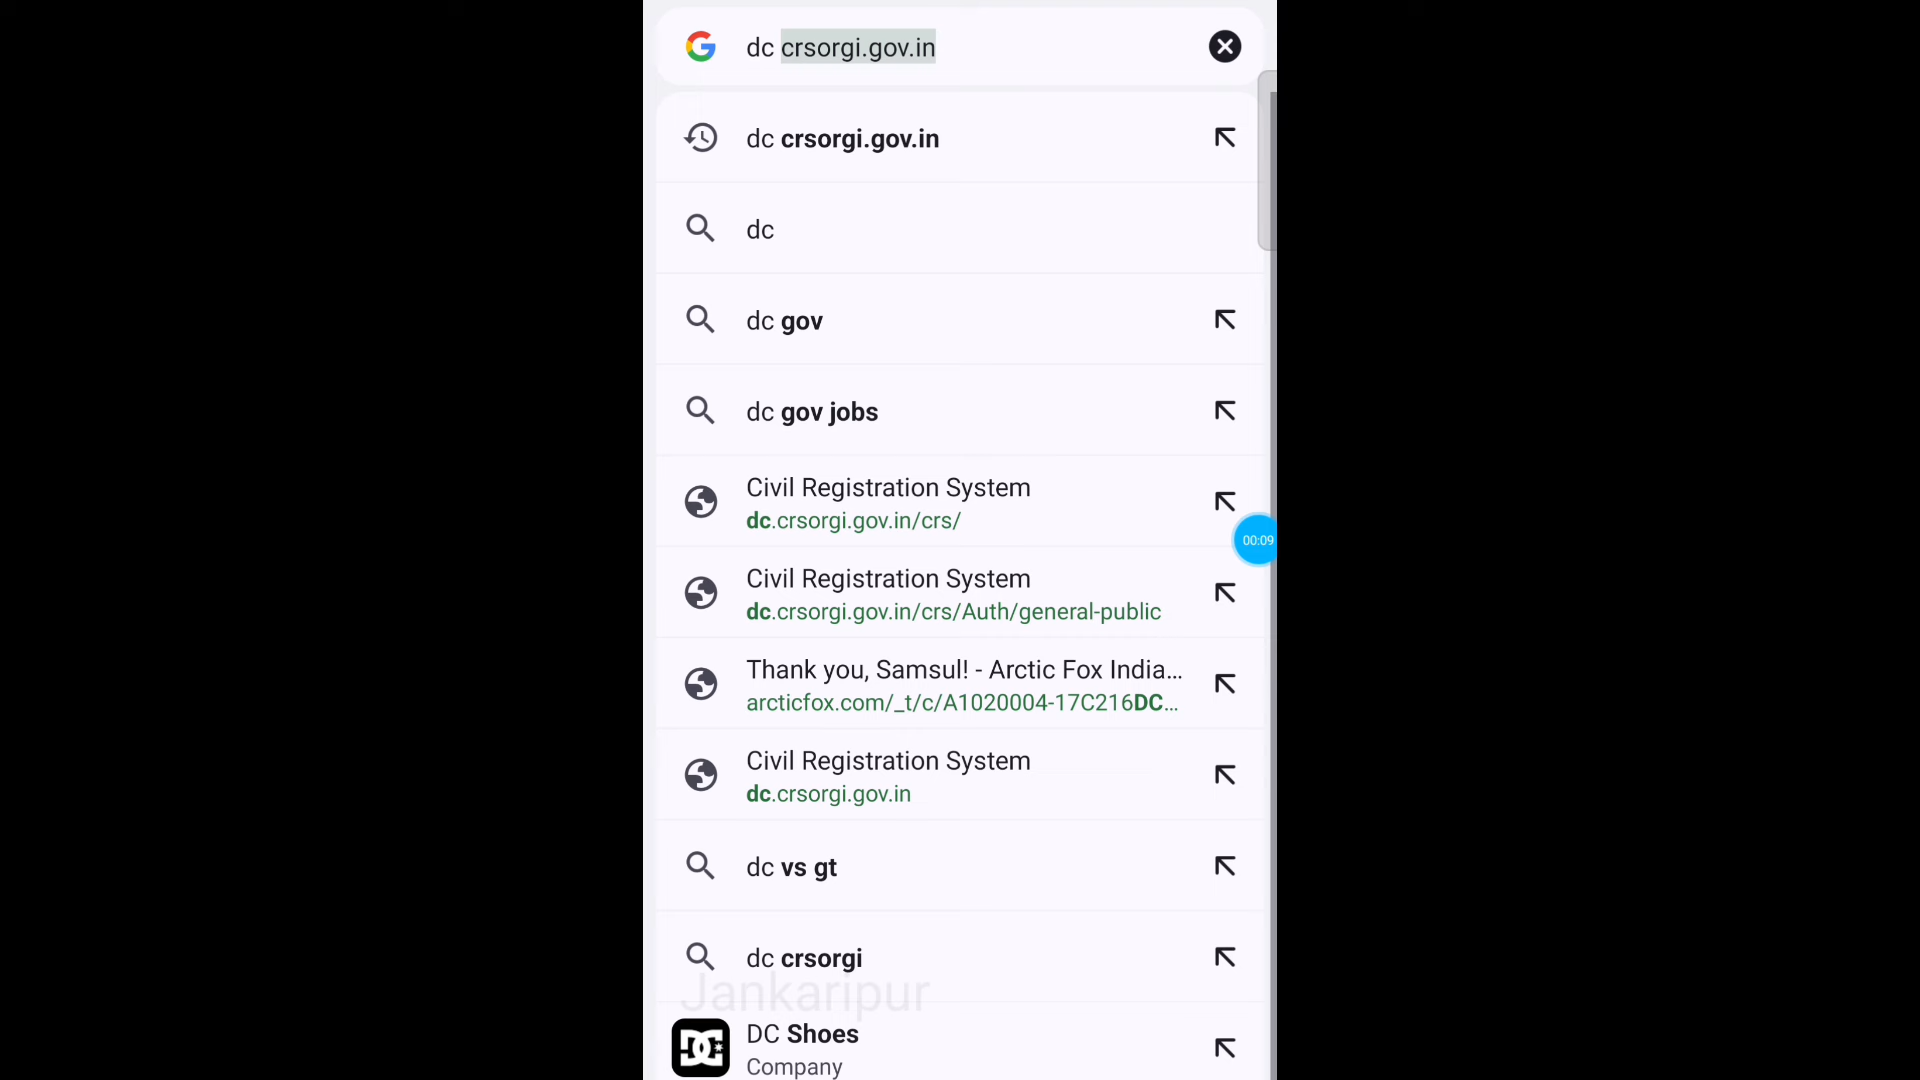 dc crsorgi.gov.in
dc crsorgi.gov.in
dc
dc gov
dc gov jobs
Civil Registration System
dc.crsorgi.gov.in/crs/
00:09
Civil Registration System
dc.crsorgi.gov.in/crs/Auth/general-public
Thank you, Samsul! - Arctic Fox India...
arcticfox.com/_t/c/A1020004-17C216DC...
Civil Registration System
dc.crsorgi.gov.in
dc vs gt
dc crsorgi
Jankaripur
DC Shoes
Company